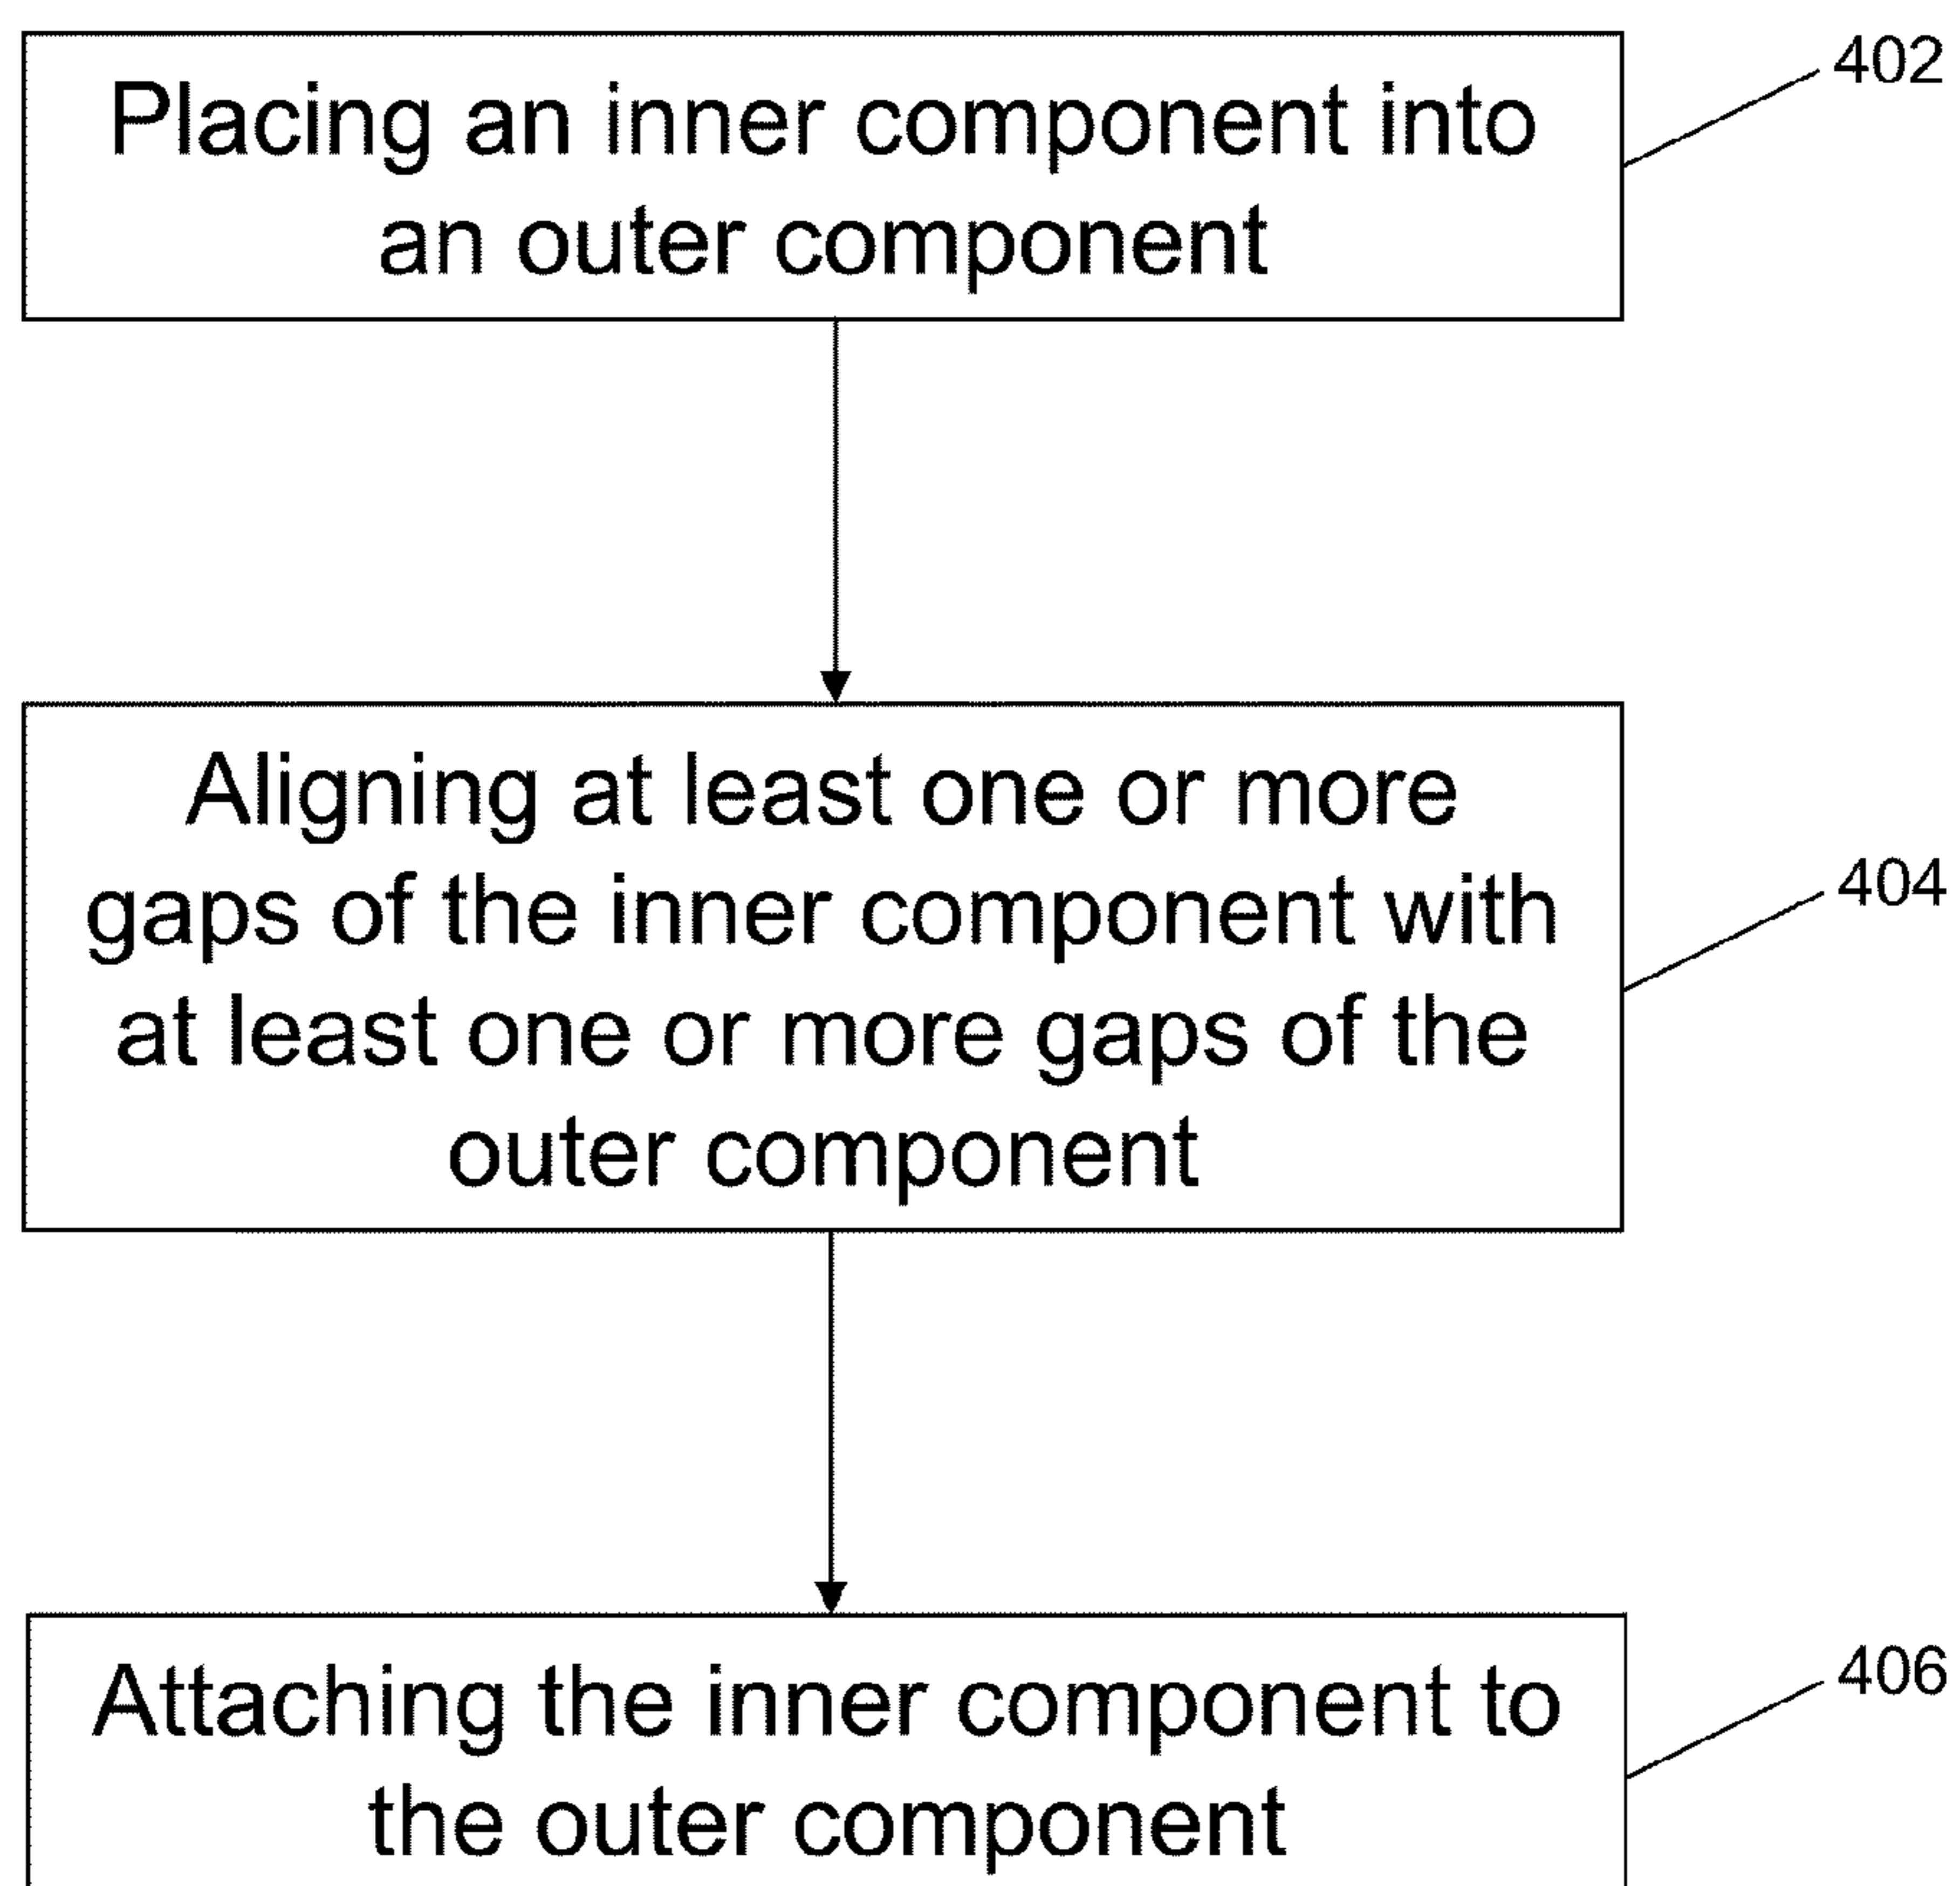 Placing an inner component into
an outer component
402
Aligning at least one or more
gaps of the inner component with
at least one or more gaps of the
outer component
404
Attaching the inner component to
the outer component
406